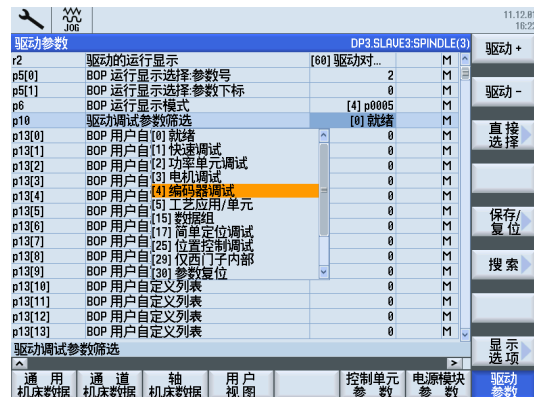 JOG
11.12.0
16:22
驱动参数 DP3.SLAVE3:SPINDLE(3)
r2 驱动的运行显示 [60] 驱动对... M
p5[0] BOP 运行显示选择:参数号 2 M
p5[1] BOP 运行显示选择:参数下标 0 M
p6 BOP 运行显示模式 [4] p0005 M
p10 驱动调试参数筛选 [0] 就绪 M
p13[0] BOP 用户自 [0] 就绪 0 M
p13[1] BOP 用户自 [1] 快速调试 0 M
p13[2] BOP 用户自 [2] 功率单元调试 0 M
p13[3] BOP 用户自 [3] 电机调试 0 M
p13[4] BOP 用户自 [4] 编码器调试 0 M
p13[5] BOP 用户自 [5] 工艺应用/单元 0 M
p13[6] BOP 用户自 [15] 数据组 0 M
p13[7] BOP 用户自 [17] 简单定位调试 0 M
[25] 位置控制调试
p13[8] BOP 用户自 [29] 仅西门子内部 0 M
p13[9] BOP 用户自 [30] 参数复位 0 M
p13[10] BOP 用户自定义列表 0 M
p13[11] BOP 用户自定义列表 0 M
p13[12] BOP 用户自定义列表 0 M
p13[13] BOP 用户自定义列表 0 M
驱动调试参数筛选
驱动 +
驱动 -
直接
选择
保存/
复位
搜索
显示
选项
通用
机床数据
通道
机床数据
轴
机床数据
用户
视图
控制单元
参数
电源模块
参数
驱动
参数